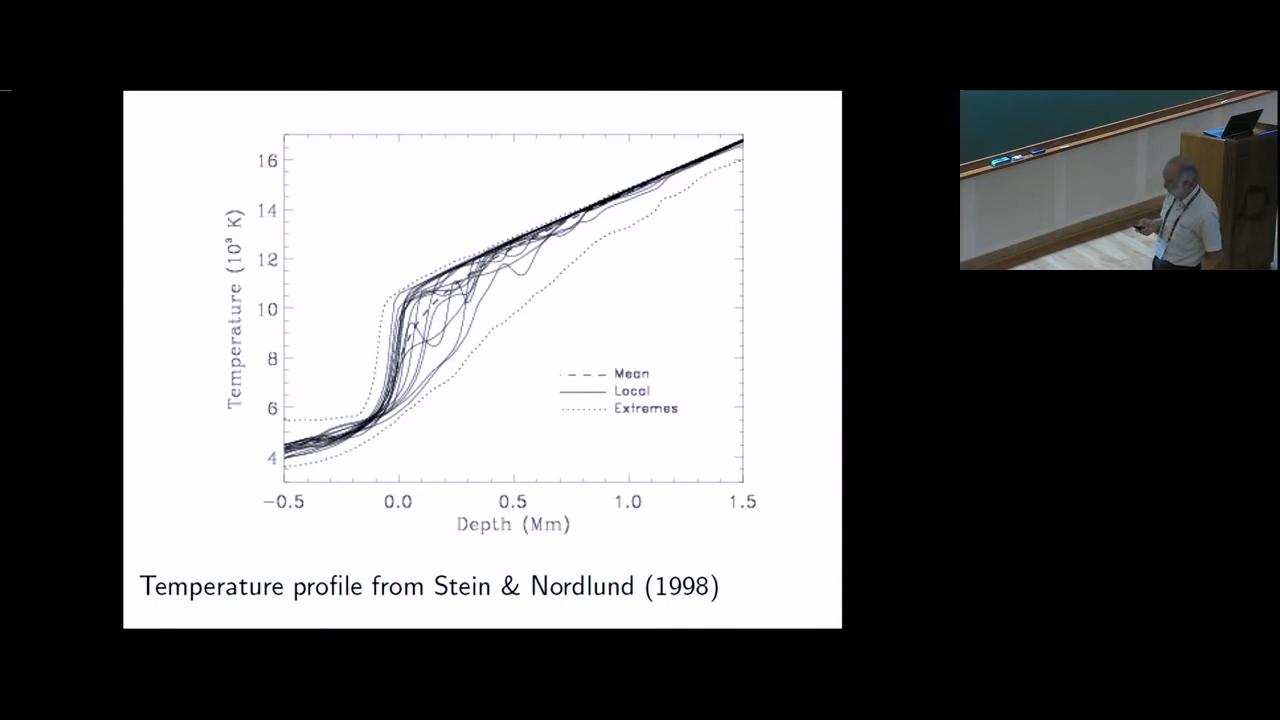 16
14
12
10
8
6
4
Temperature (10³ K)
Mean
Local
Extremes
−0.5 0.0 0.5 1.0 1.5
Depth (Mm)
Temperature profile from Stein & Nordlund (1998)